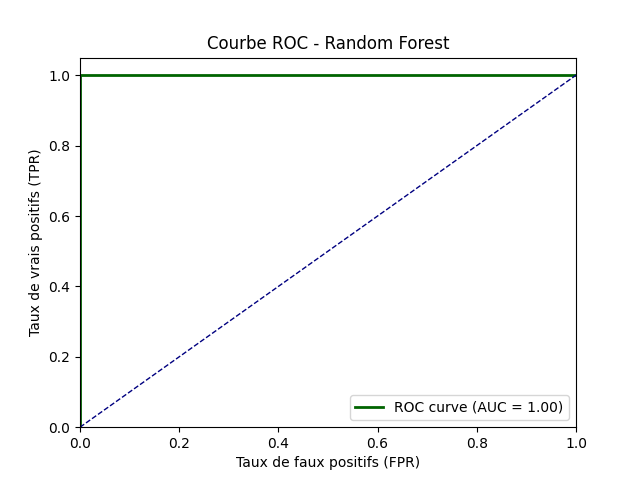 Courbe ROC - Random Forest
1.0
0.8
0.6
0.4
0.2
0.0
Taux de vrais positifs (TPR)
ROC curve (AUC = 1.00)
0.0 0.2 0.4 0.6 0.8 1.0
Taux de faux positifs (FPR)